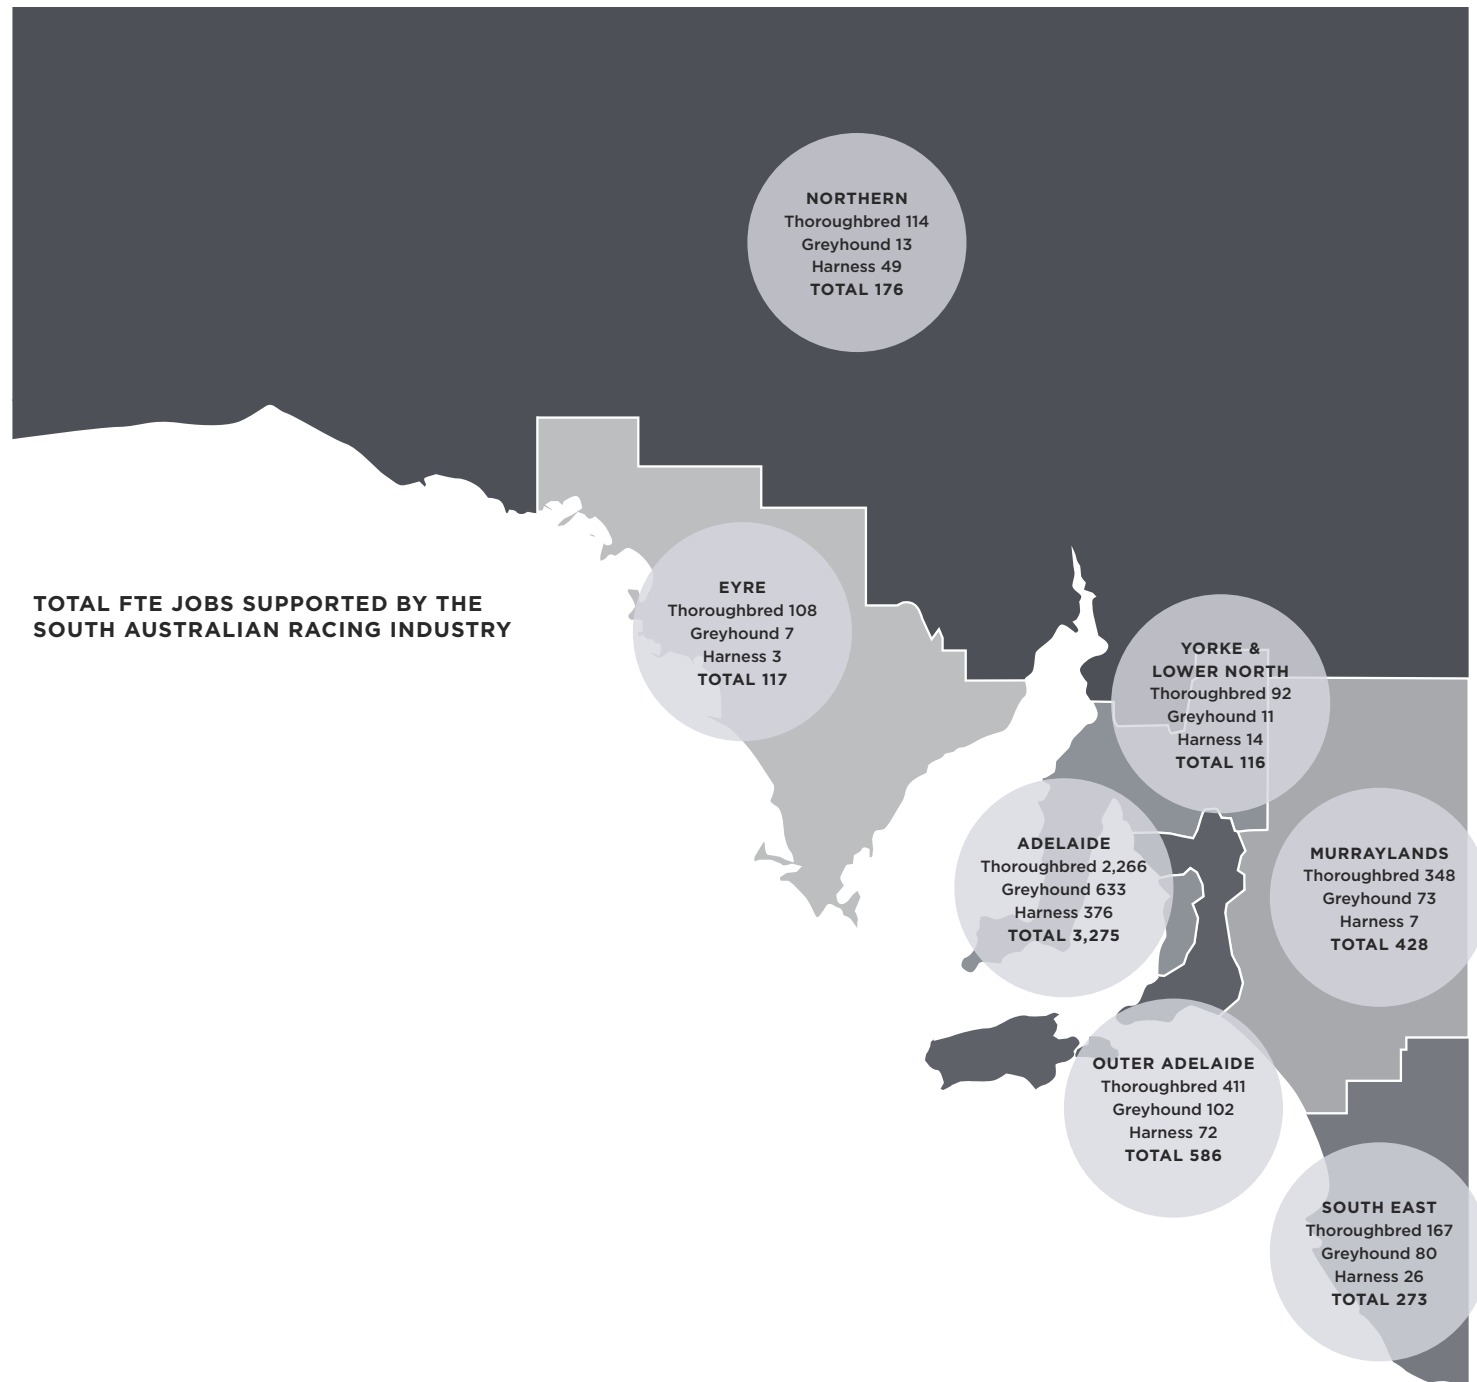 NORTHERN
Thoroughbred 114
Greyhound 13
Harness 49
TOTAL 176
EYRE
Thoroughbred 108
Greyhound 7
Harness 3
TOTAL 117
TOTAL FTE JOBS SUPPORTED BY THE
SOUTH AUSTRALIAN RACING INDUSTRY
YORKE &
LOWER NORTH
Thoroughbred 92
Greyhound 11
Harness 14
TOTAL 116
ADELAIDE
Thoroughbred 2,266
Greyhound 633
Harness 376
TOTAL 3,275
MURRAYLANDS
Thoroughbred 348
Greyhound 73
Harness 7
TOTAL 428
OUTER ADELAIDE
Thoroughbred 411
Greyhound 102
Harness 72
TOTAL 586
SOUTH EAST
Thoroughbred 167
Greyhound 80
Harness 26
TOTAL 273